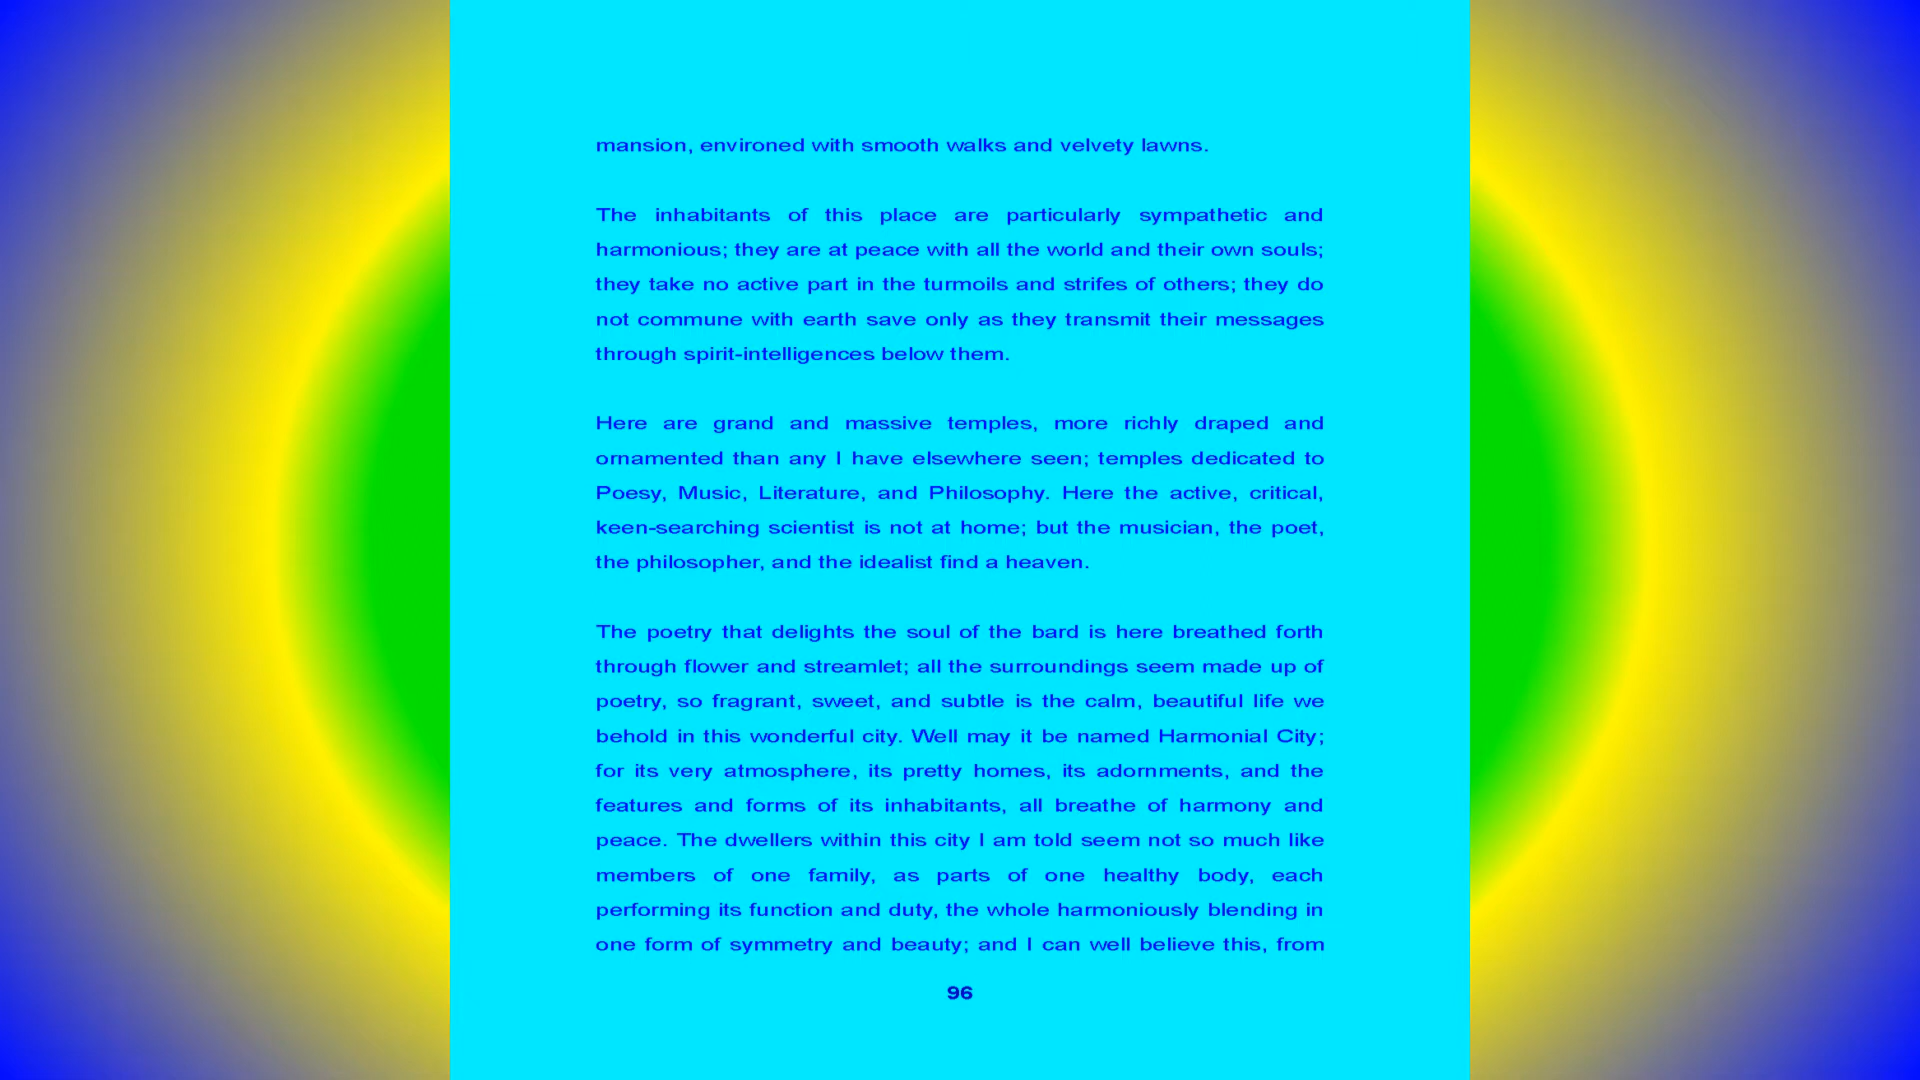 mansion, environed with smooth walks and velvety lawns.
The inhabitants of this place are particularly sympathetic and
harmonious; they are at peace with all the world and their own souls;
they take no active part in the turmoils and strifes of others; they do
not commune with earth save only as they transmit their messages
through spirit-intelligences below them.
Here are grand and massive temples, more richly draped and
ornamented than any I have elsewhere seen; temples dedicated to
Poesy, Music, Literature, and Philosophy. Here the active, critical,
keen-searching scientist is not at home; but the musician, the poet,
the philosopher, and the idealist find a heaven.
The poetry that delights the soul of the bard is here breathed forth
through flower and streamlet; all the surroundings seem made up of
poetry, so fragrant, sweet, and subtle is the calm, beautiful life we
behold in this wonderful city. Well may it be named Harmonial City;
for its very atmosphere, its pretty homes, its adornments, and the
features and forms of its inhabitants, all breathe of harmony and
peace. The dwellers within this city I am told seem not so much like
members of one family, as parts of one healthy body, each
performing its function and duty, the whole harmoniously blending in
one form of symmetry and beauty; and I can well believe this, from
96